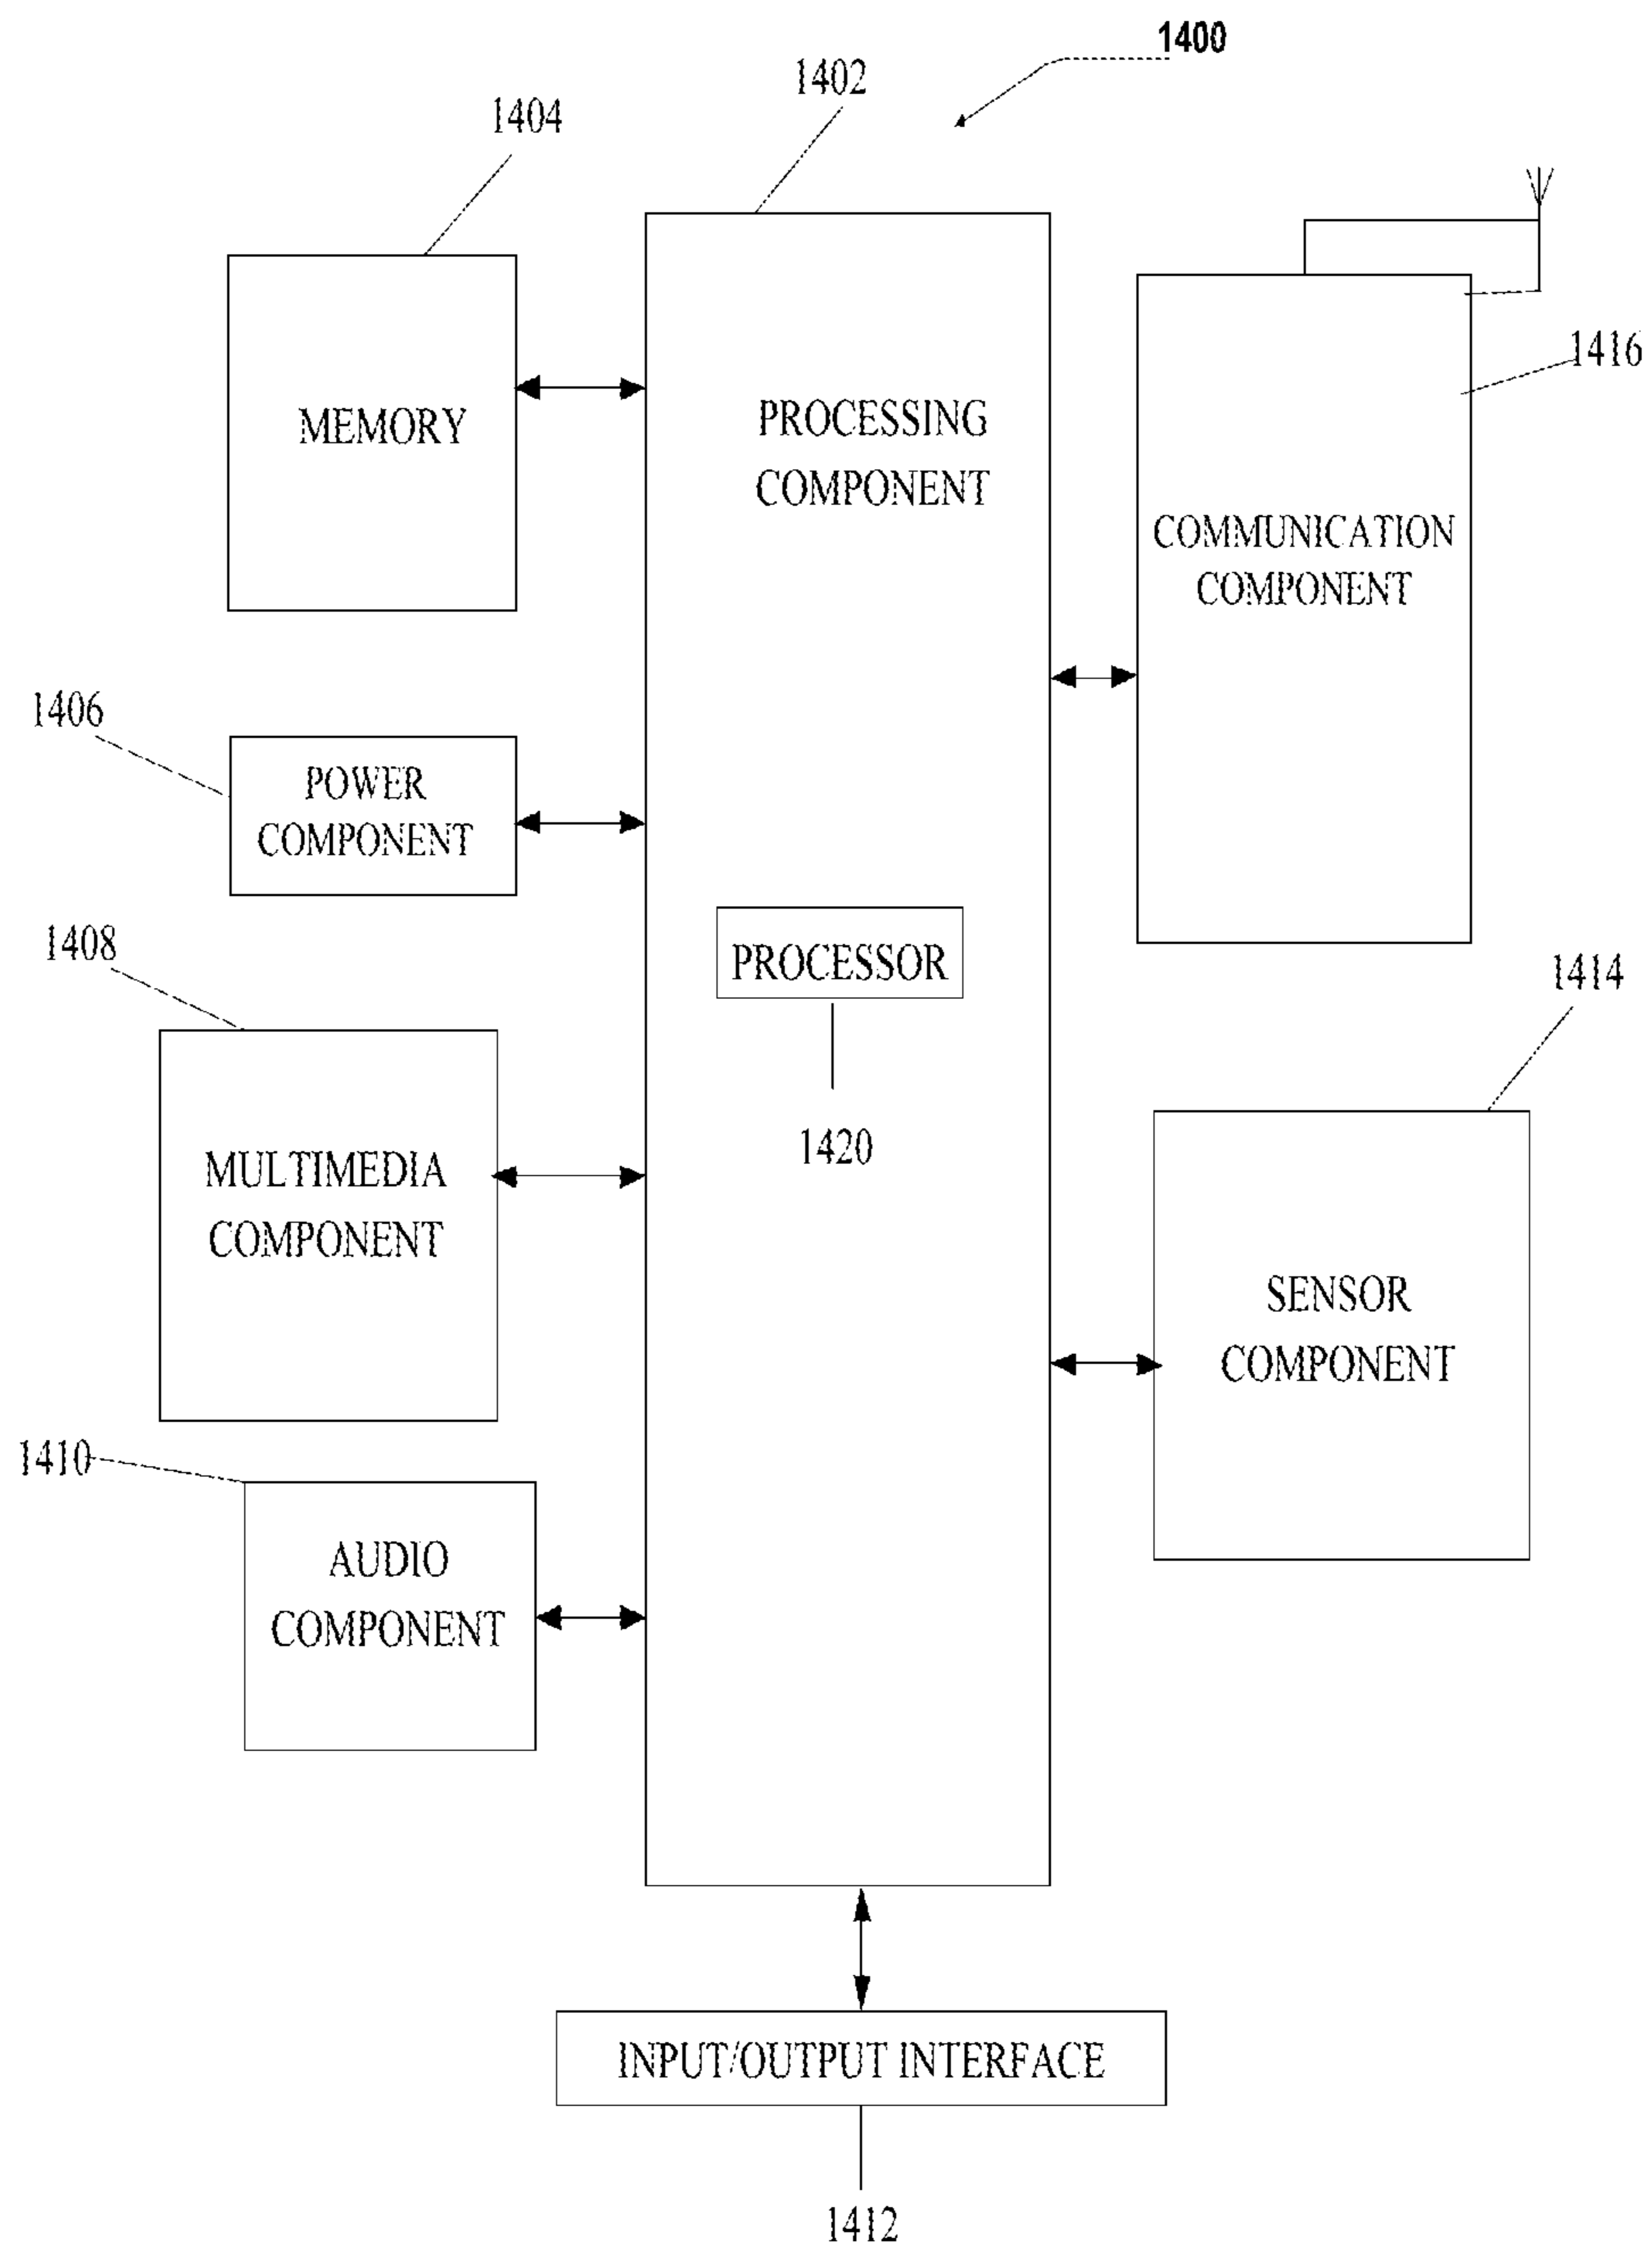 1400
1402
1404
MEMORY
PROCESSING
COMPONENT
1416
COMMUNICATION
COMPONENT
1406
POWER
COMPONENT
1408
PROCESSOR
1414
1420
MULTIMEDIA
COMPONENT
SENSOR
COMPONENT
1410
AUDIO
COMPONENT
INPUT/OUTPUT INTERFACE
1412